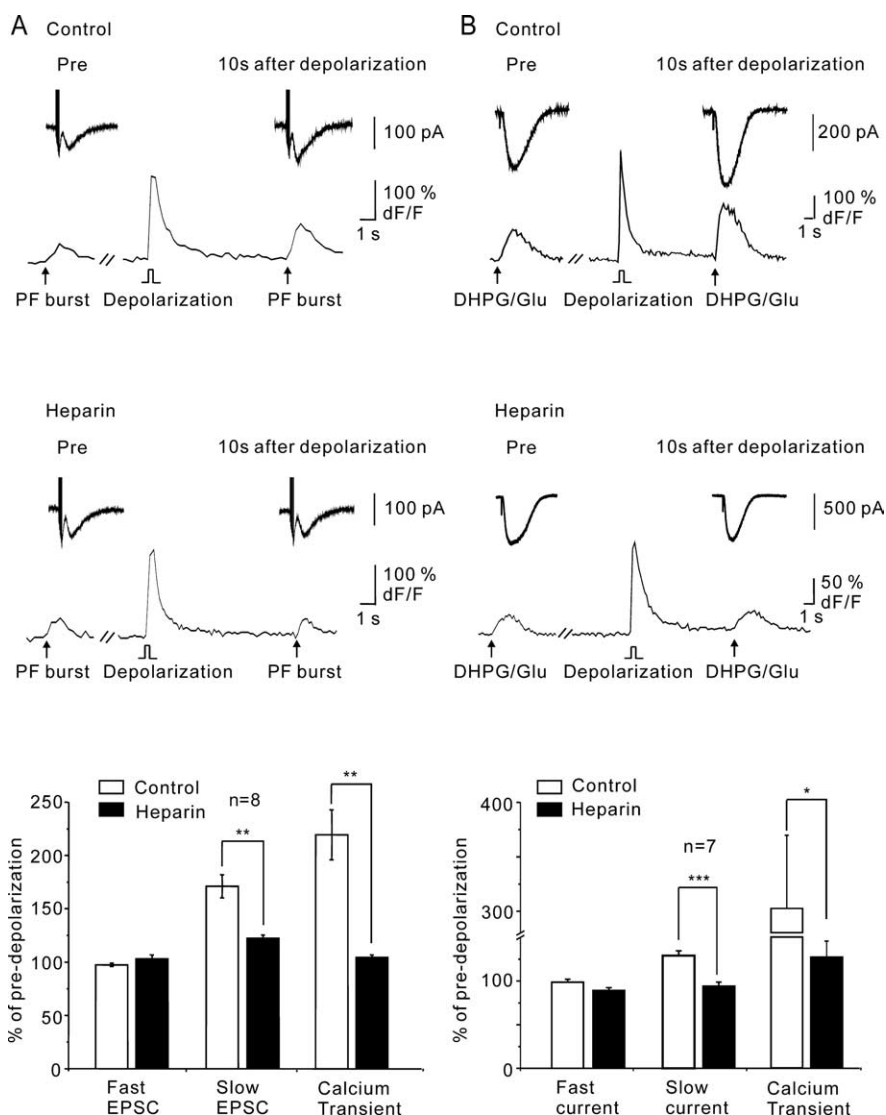 A
Control
Pre
10s after depolarization
100 pA
100 %
dF/F
1 s
PF burst
Depolarization
PF burst
B
Control
Pre
10s after depolarization
200 pA
100 %
dF/F
1 s
DHPG/Glu
Depolarization
DHPG/Glu
Heparin
Pre
10s after depolarization
100 pA
100 %
dF/F
1 s
PF burst
Depolarization
PF burst
Heparin
Pre
10s after depolarization
500 pA
50 %
dF/F
1 s
DHPG/Glu
Depolarization
DHPG/Glu
% of pre-depolarization
250
200
150
100
50
0
Control
Heparin
n=8
**
**
Fast
EPSC
Slow
EPSC
Calcium
Transient
% of pre-depolarization
400
300
100
0
Control
Heparin
n=7
***
*
Fast
current
Slow
current
Calcium
Transient